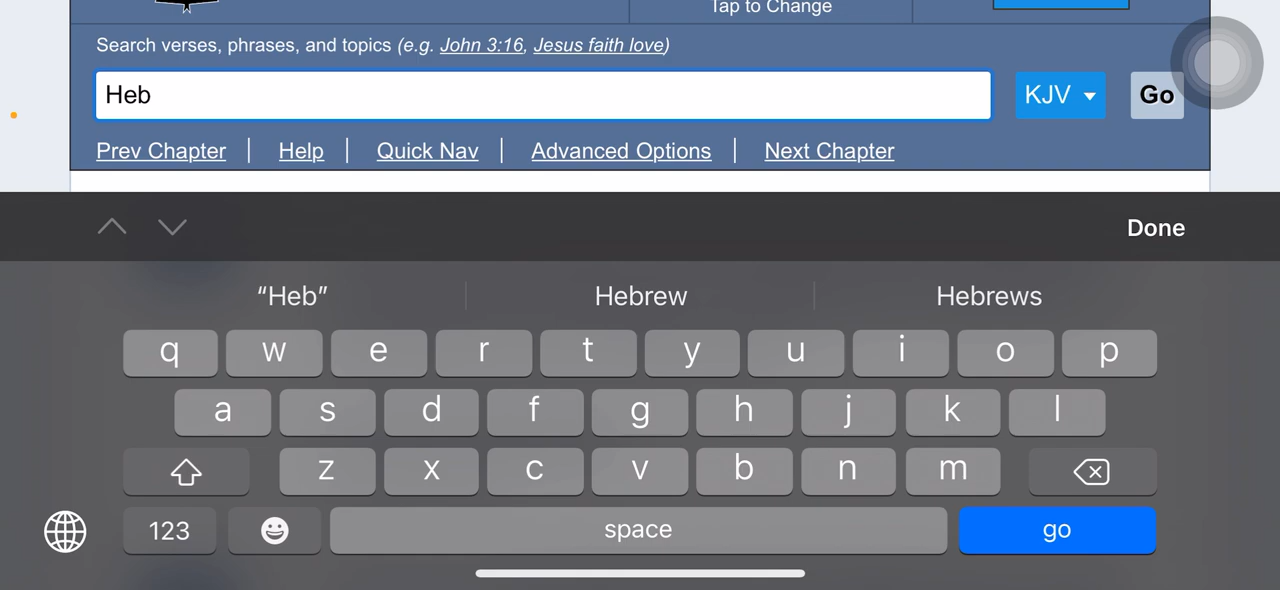 Tap to Change
Search verses, phrases, and topics (e.g. John 3:16, Jesus faith love)
Heb
KJV
Go
Prev Chapter | Help | Quick Nav | Advanced Options | Next Chapter
Done
“Heb”
Hebrew
Hebrews
q w e r t y u i o p
a s d f g h j k l
z x c v b n m
123
space
go